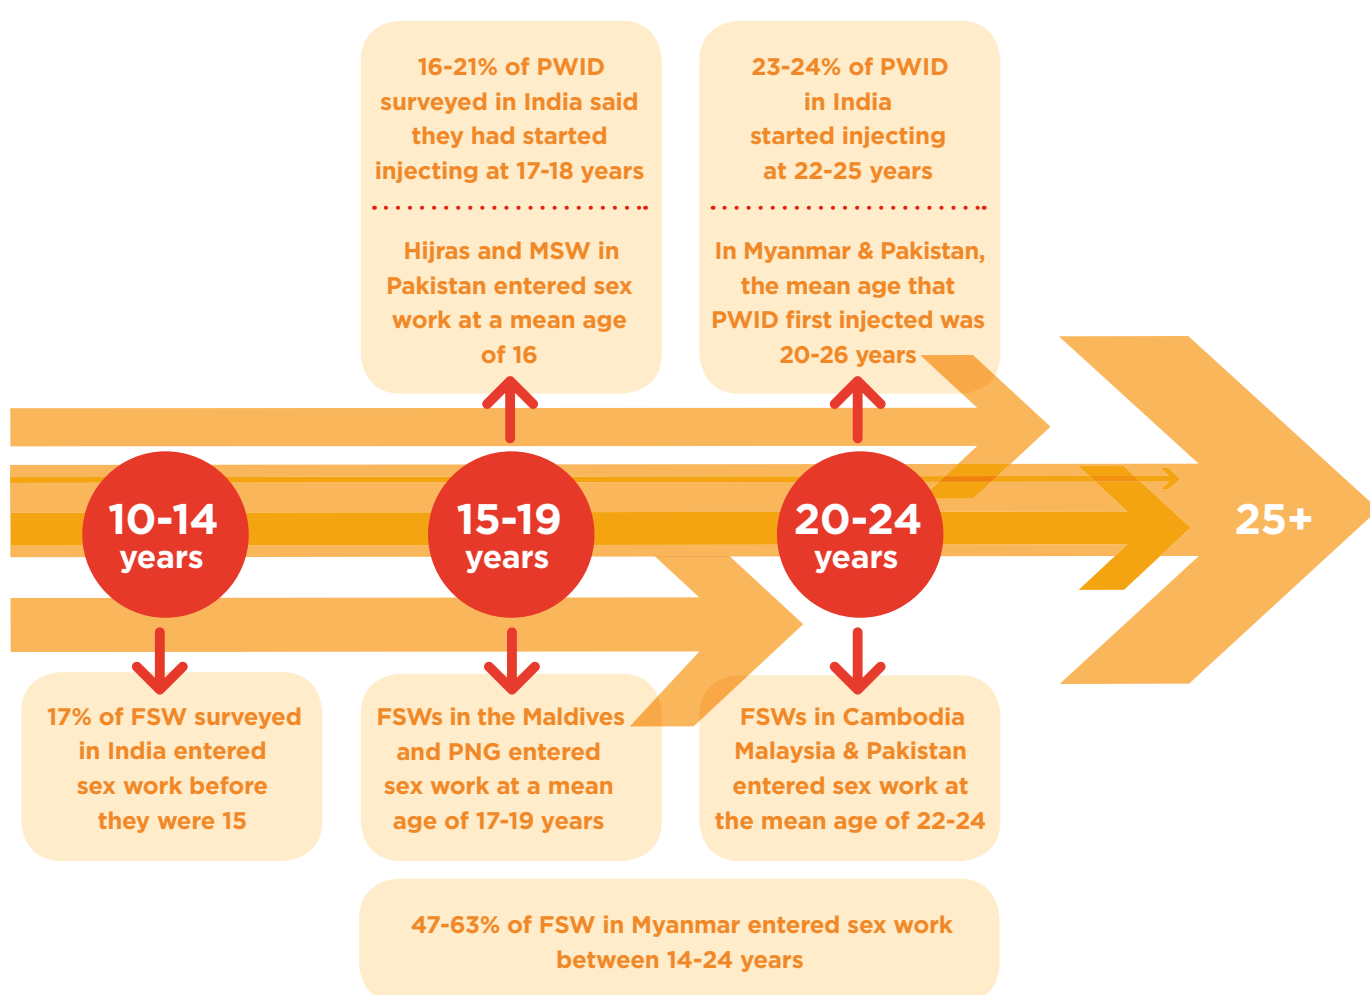 16-21% of PWID
surveyed in India said
they had started
injecting at 17-18 years
Hijras and MSW in
Pakistan entered sex
work at a mean age
of 16
23-24% of PWID
in India
started injecting
at 22-25 years
In Myanmar & Pakistan,
the mean age that
PWID first injected was
20-26 years
10-14
years
15-19
years
20-24
years
25+
17% of FSW surveyed
in India entered
sex work before
they were 15
FSWs in the Maldives
and PNG entered
sex work at a mean
age of 17-19 years
FSWs in Cambodia
Malaysia & Pakistan
entered sex work at
the mean age of 22-24
47-63% of FSW in Myanmar entered sex work
between 14-24 years